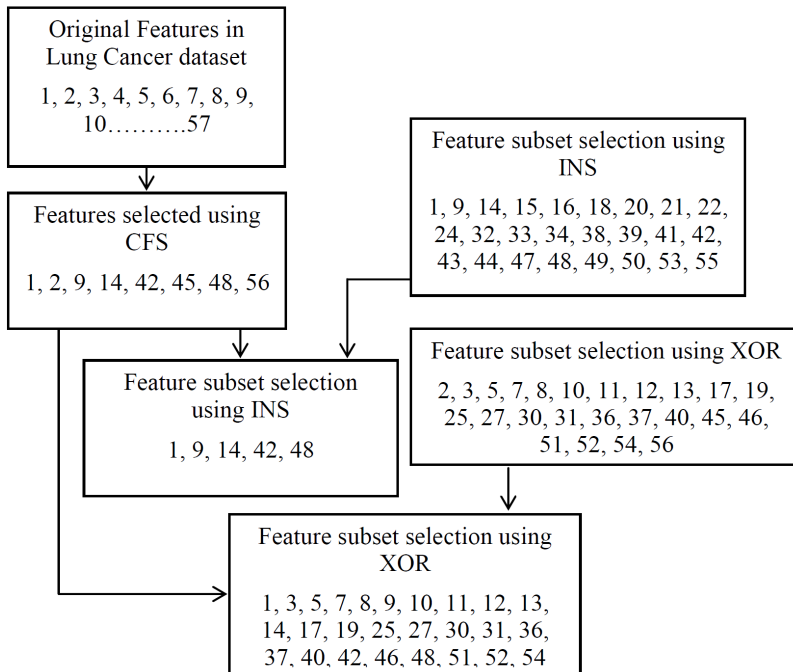 Original Features in
Lung Cancer dataset
1, 2, 3, 4, 5, 6, 7, 8, 9,
10……….57
Features selected using
CFS
1, 2, 9, 14, 42, 45, 48, 56
Feature subset selection using
INS
1, 9, 14, 15, 16, 18, 20, 21, 22,
24, 32, 33, 34, 38, 39, 41, 42,
43, 44, 47, 48, 49, 50, 53, 55
Feature subset selection
using INS
1, 9, 14, 42, 48
Feature subset selection using XOR
2, 3, 5, 7, 8, 10, 11, 12, 13, 17, 19,
25, 27, 30, 31, 36, 37, 40, 45, 46,
51, 52, 54, 56
Feature subset selection using
XOR
1, 3, 5, 7, 8, 9, 10, 11, 12, 13,
14, 17, 19, 25, 27, 30, 31, 36,
37, 40, 42, 46, 48, 51, 52, 54